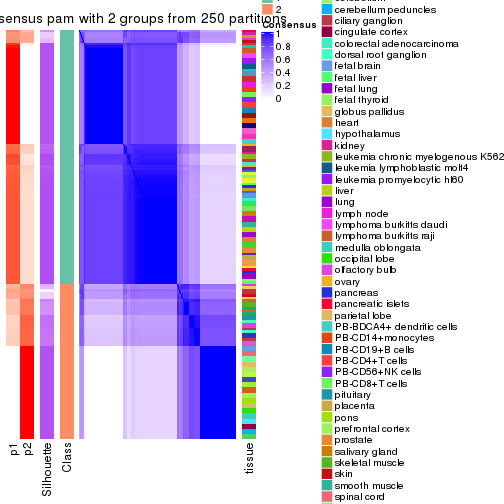 sensus pam with 2 groups from 250 partitions
2
Consensus
1
0.8
0.6
0.4
0.2
0
p1
p2
Silhouette
Class
tissue
cerebellum peduncles
ciliary ganglion
cingulate cortex
colorectal adenocarcinoma
dorsal root ganglion
fetal brain
fetal liver
fetal lung
fetal thyroid
globus pallidus
heart
hypothalamus
kidney
leukemia chronic myelogenous K562
leukemia lymphoblastic molt4
leukemia promyelocytic hl60
liver
lung
lymph node
lymphoma burkitts daudi
lymphoma burkitts raji
medulla oblongata
occipital lobe
olfactory bulb
ovary
pancreas
pancreatic islets
parietal lobe
PB-BDCA4+ dendritic cells
PB-CD14+monocytes
PB-CD19+B cells
PB-CD4+T cells
PB-CD56+NK cells
PB-CD8+T cells
pituitary
placenta
pons
prefrontal cortex
prostate
salivary gland
skeletal muscle
skin
smooth muscle
spinal cord